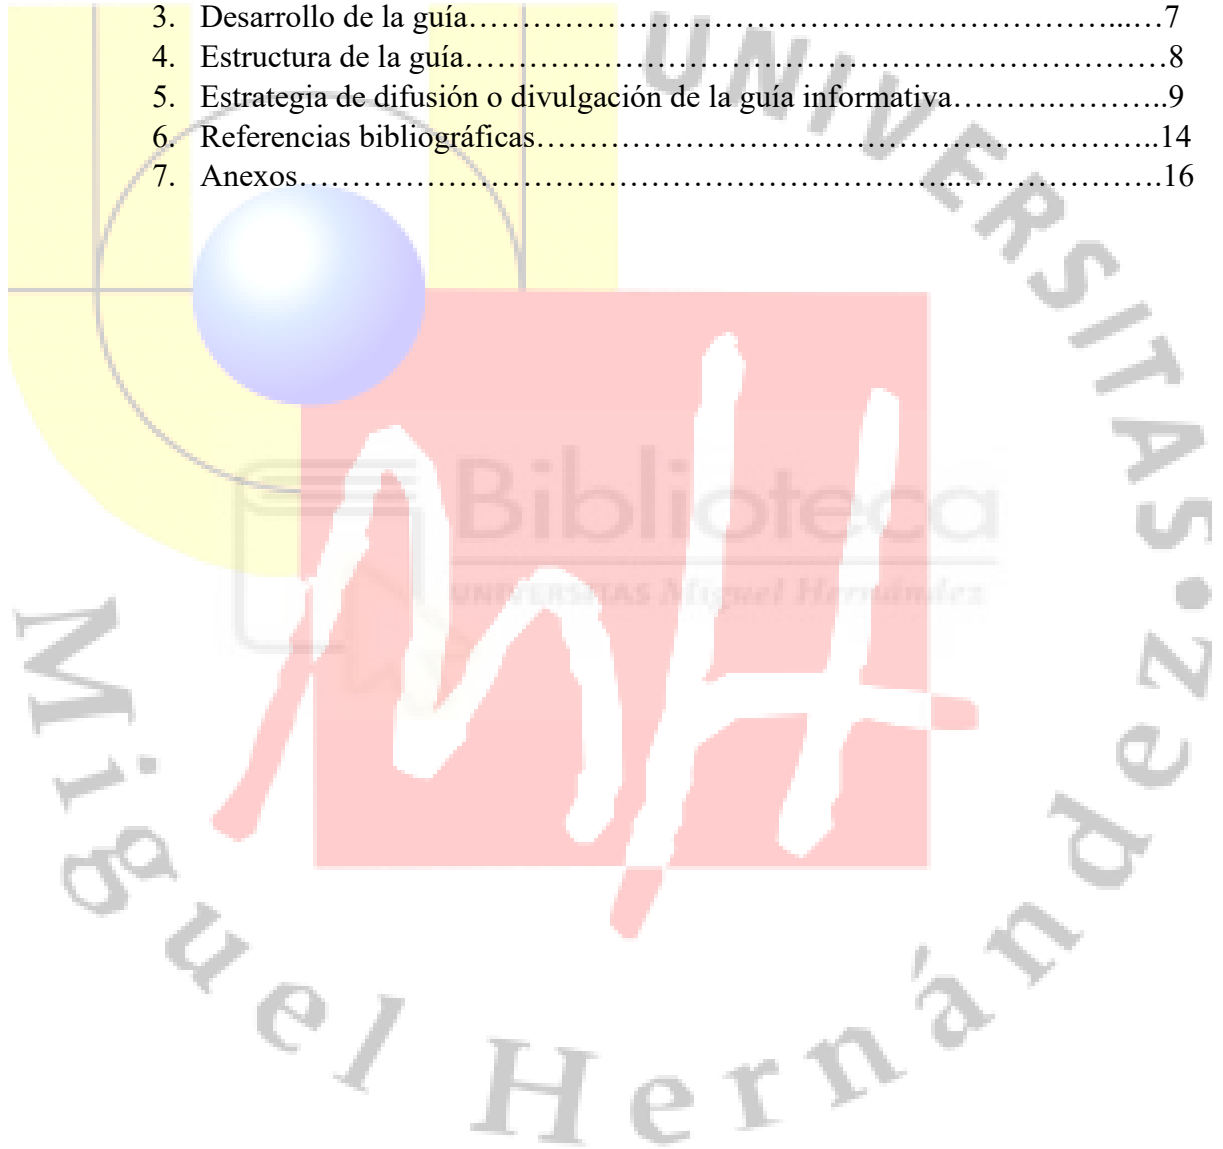 3. Desarrollo de la guía……………………………………………………………...…7
4. Estructura de la guía……………………………………………………………………8
5. Estrategia de difusión o divulgación de la guía informativa……….………..9
6. Referencias bibliográficas……………………………………………………..14
7. Anexos…………………………………………………………………………….16
UNIVERSITAS
Miguel Hernández
Biblioteca
UNIVERSITAS Miguel Hernández
MH